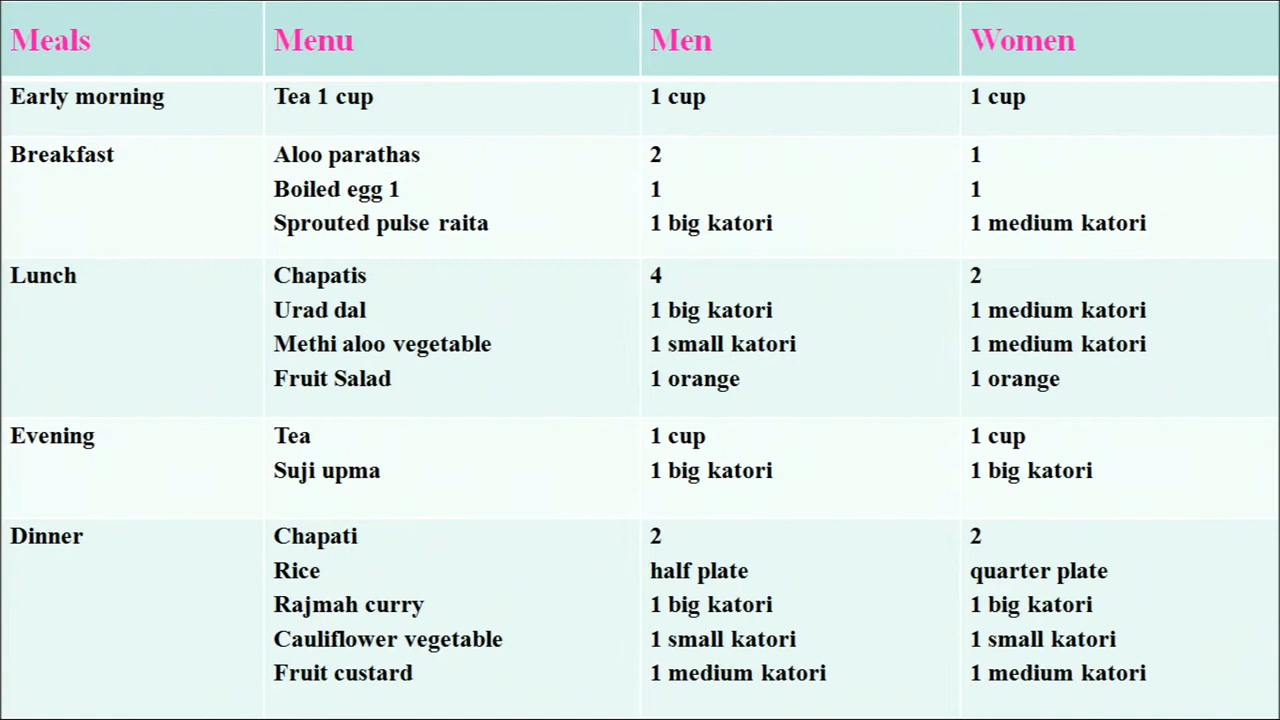 Meals Menu Men Women
Early morning Tea 1 cup 1 cup 1 cup
Breakfast Aloo parathas 2 1
Boiled egg 1 1 1
Sprouted pulse raita 1 big katori 1 medium katori
Lunch Chapatis 4 2
Urad dal 1 big katori 1 medium katori
Methi aloo vegetable 1 small katori 1 medium katori
Fruit Salad 1 orange 1 orange
Evening Tea 1 cup 1 cup
Suji upma 1 big katori 1 big katori
Dinner Chapati 2 2
Rice half plate quarter plate
Rajmah curry 1 big katori 1 big katori
Cauliflower vegetable 1 small katori 1 small katori
Fruit custard 1 medium katori 1 medium katori